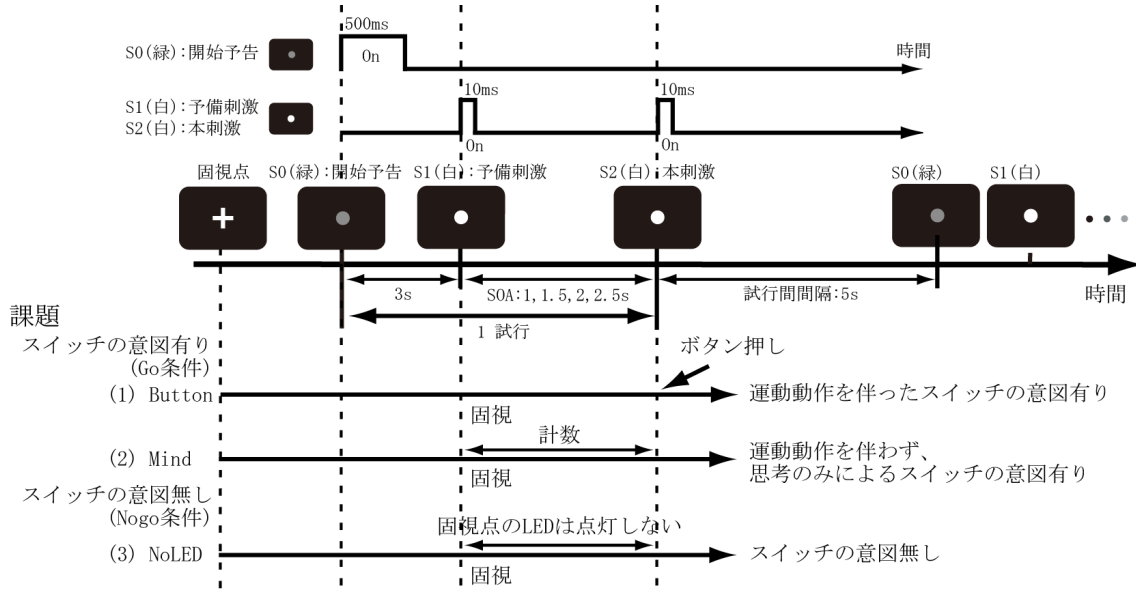 500ms
S0(緑):開始予告
On
時間
10ms
10ms
S1(白):予備刺激
S2(白):本刺激
On
On
固視点
S0(緑):開始予告
S1(白):予備刺激
S2(白):本刺激
S0(緑)
S1(白)
3s
SOA:1,1.5,2,2.5s
試行間間隔:5s
時間
1 試行
課題
スイッチの意図有り
(Go条件)
ボタン押し
(1) Button
運動動作を伴ったスイッチの意図有り
固視
計数
(2) Mind
運動動作を伴わず、
思考のみによるスイッチの意図有り
固視
スイッチの意図無し
(Nogo条件)
固視点のLEDは点灯しない
(3) NoLED
スイッチの意図無し
固視